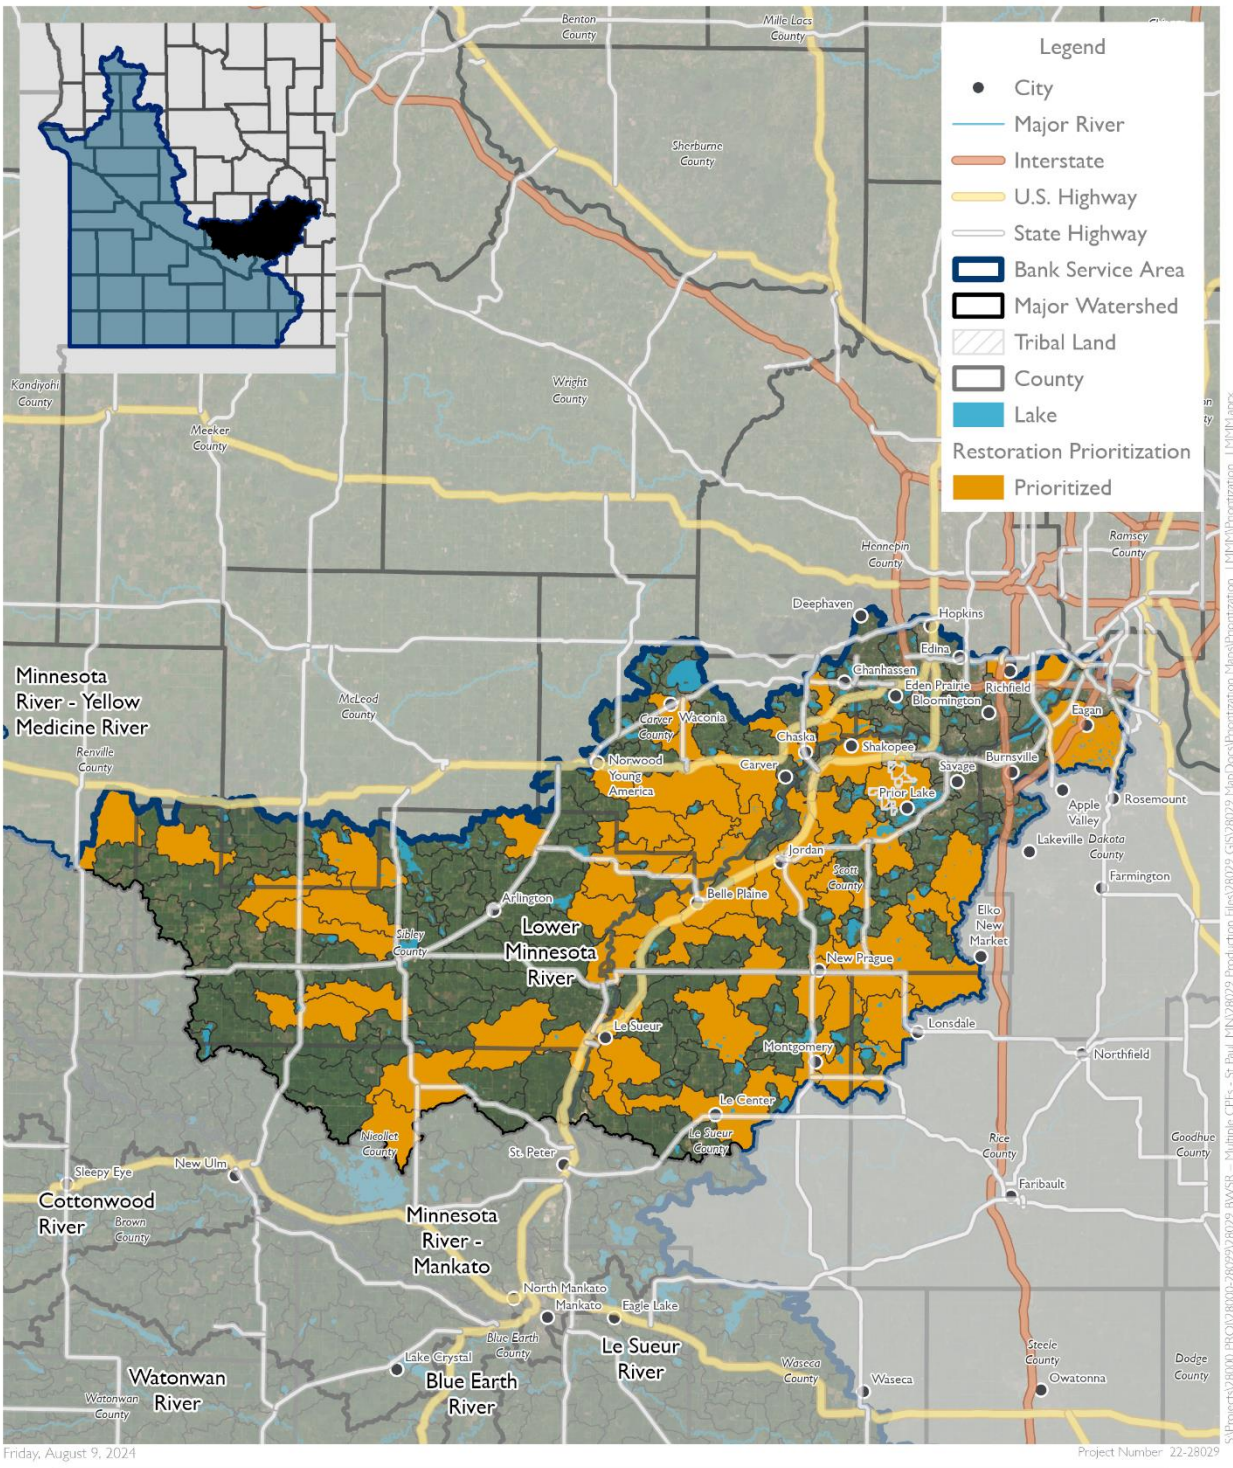 Benton
County
Mille Lacs
County
Legend
City
Major River
Interstate
U.S. Highway
State Highway
Bank Service Area
Major Watershed
Tribal Land
County
Lake
Restoration Prioritization
Prioritized
Sherburne
County
Kandiyohi
County
Wright
County
Meeker
County
Hennepin
County
Ramsey
County
Deephaven
Hopkins
Edina
Chanhassen
Eden Prairie
Richfield
Bloomington
Minnesota
River - Yellow
Medicine River
McLeod
County
Carver
County
Waconia
Eagan
Chaska
Shakopee
Renville
County
Norwood
Young
America
Carver
Savage
Burnsville
Prior Lake
Apple
Valley
Rosemount
Lakeville
Dakota
County
Jordan
Scott
County
Farmington
Belle Plaine
Arlington
Elko
New
Market
Lower
Minnesota
River
Sibley
County
New Prague
Le Sueur
Lonsdale
Montgomery
Northfield
Le Center
Nicollet
County
Le Sueur
County
Rice
County
Goodhue
County
St. Peter
New Ulm
Sleepy Eye
Faribault
Cottonwood
River
Brown
County
Minnesota
River -
Mankato
North Mankato
Mankato
Eagle Lake
Blue Earth
County
Le Sueur
River
Steele
County
Lake Crystal
Waseca
County
Dodge
County
Watonwan
River
Blue Earth
River
Waseca
Owatonna
Watonwan
County
Friday, August 9, 2024
Project Number 22-28029